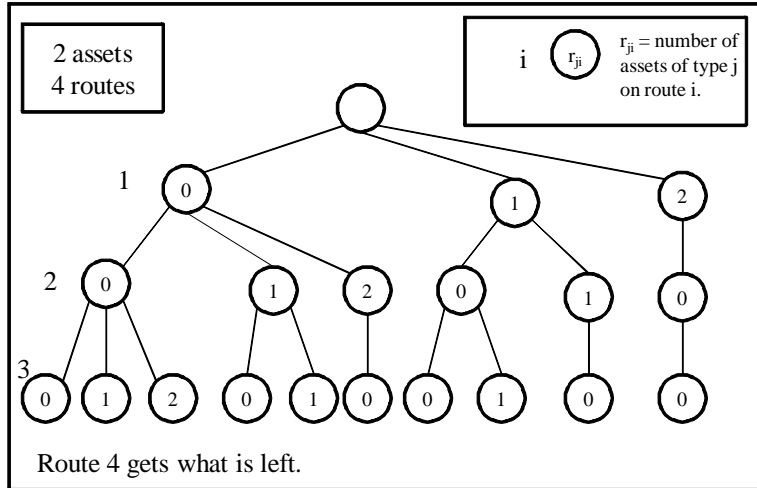 2 assets
4 routes
i
r_ji
r_ji = number of
assets of type j
on route i.
1
0
1
2
2
0
1
2
0
1
0
3
0
1
2
0
1
0
0
1
0
0
Route 4 gets what is left.